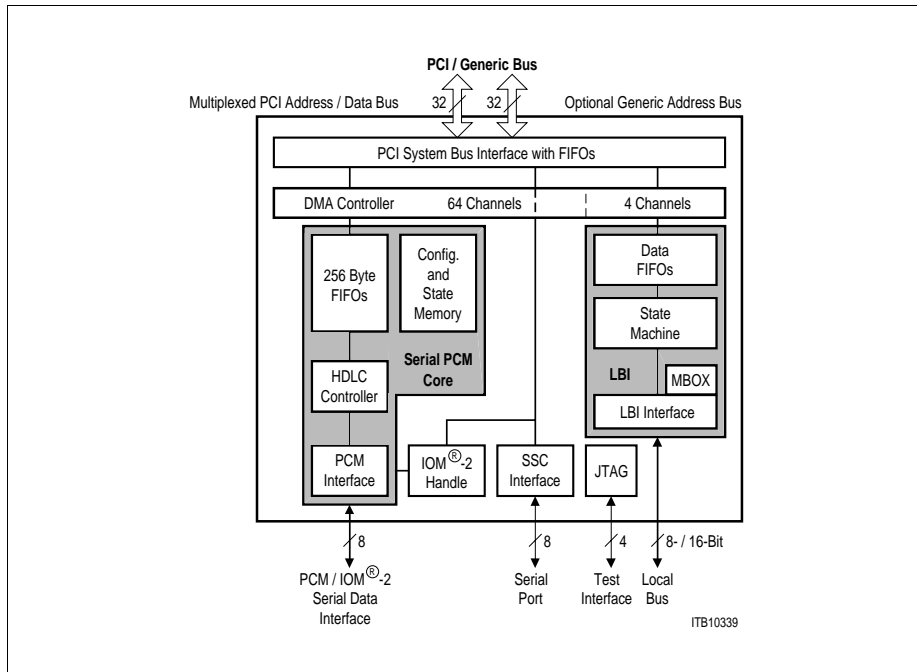 PCI / Generic Bus
Multiplexed PCI Address / Data Bus
32
32
Optional Generic Address Bus
PCI System Bus Interface with FIFOs
DMA Controller
64 Channels
4 Channels
256 Byte
FIFOs
Config.
and
State
Memory
Data
FIFOs
State
Machine
Serial PCM
Core
HDLC
Controller
LBI
MBOX
LBI Interface
PCM
Interface
IOM®-2
Handle
SSC
Interface
JTAG
8
8
4
8- / 16-Bit
PCM / IOM®-2
Serial Data
Interface
Serial
Port
Test
Interface
Local
Bus
ITB10339